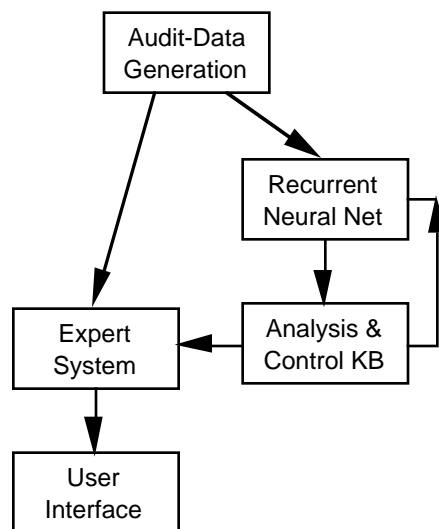 Audit-Data
Generation
Recurrent
Neural Net
Expert
System
Analysis &
Control KB
User
Interface